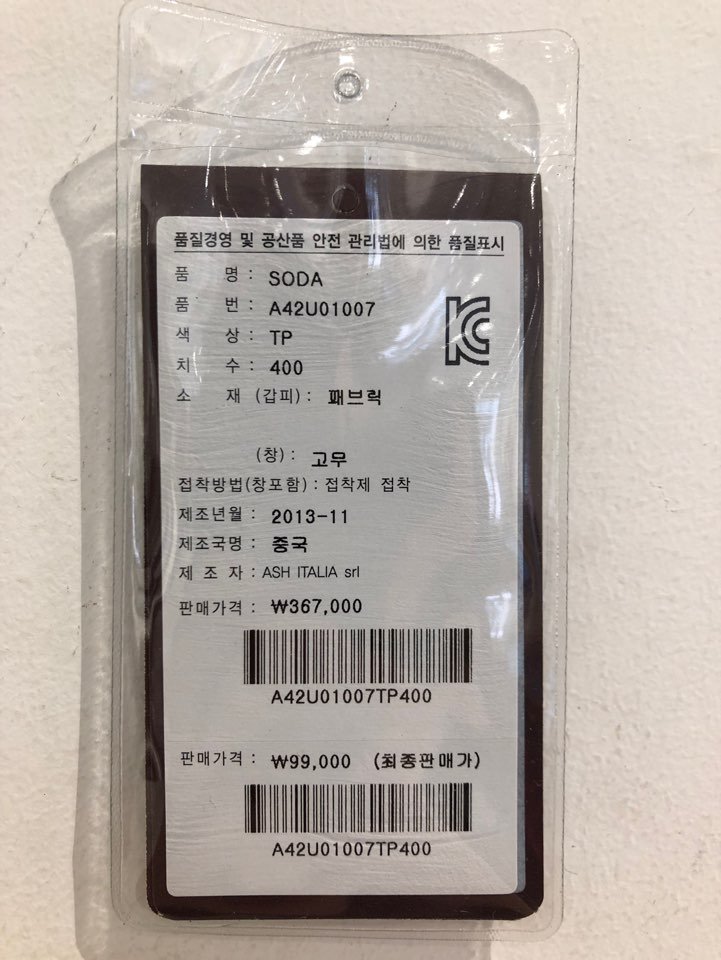 품질경영 및 공산품 안전 관리법에 의한 품질표시
품 명 : SODA
품 번 : A42U01007
색 상 : TP
치 수 : 400
소 재 (갑피) : 패브릭
(창) : 고무
접착방법(창포함) : 접착제 접착
제조년월 : 2013-11
제조국명 : 중국
제 조 자 : ASH ITALIA srl
판매가격 : ₩367,000
A42U01007TP400
판매가격 : ₩99,000 (최종판매가)
A42U01007TP400